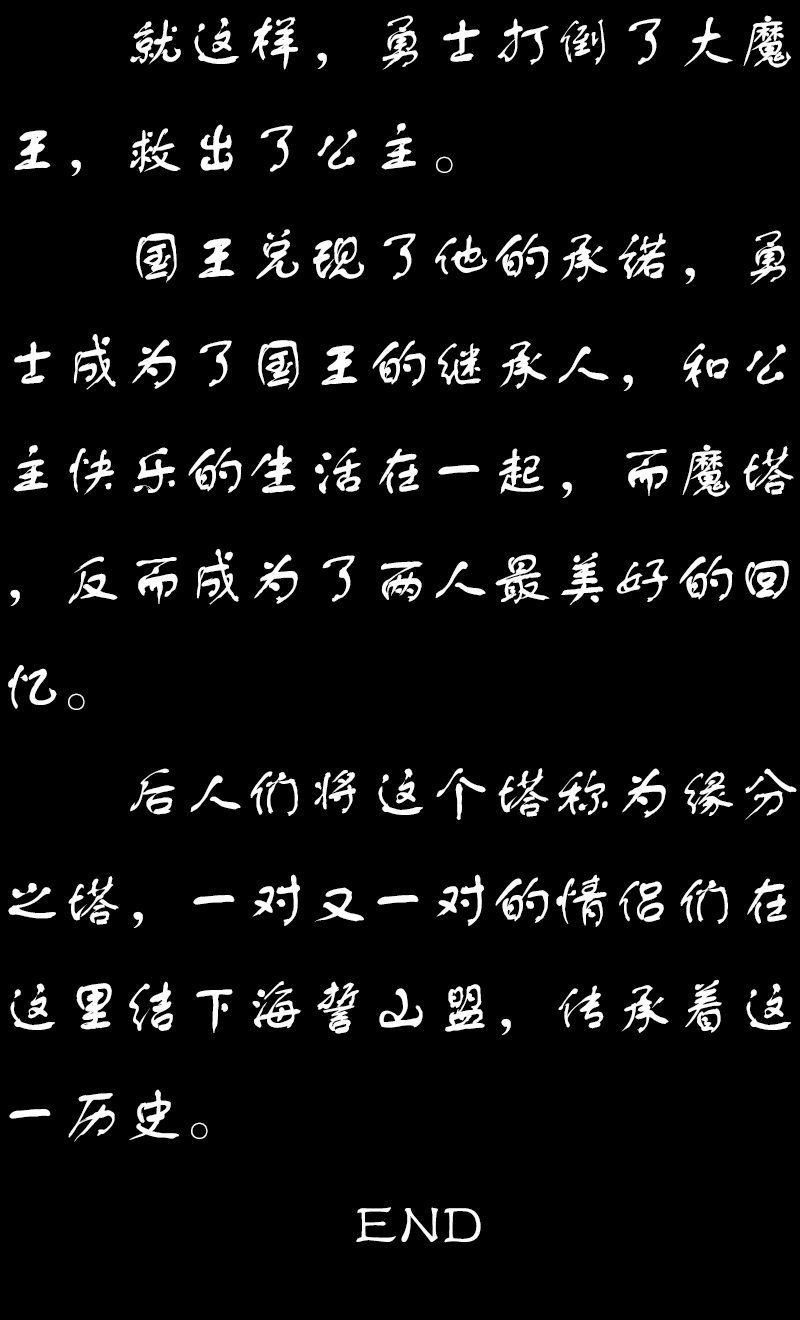 就这样，勇士打倒了大魔
王，救出了公主。
国王兑现了他的承诺，勇
士成为了国王的继承人，和公
主快乐的生活在一起，而魔塔
，反而成为了两人最美好的回
忆。
后人们将这个塔称为缘分
之塔，一对又一对的情侣们在
这里结下海誓山盟，传承着这
一历史。
END